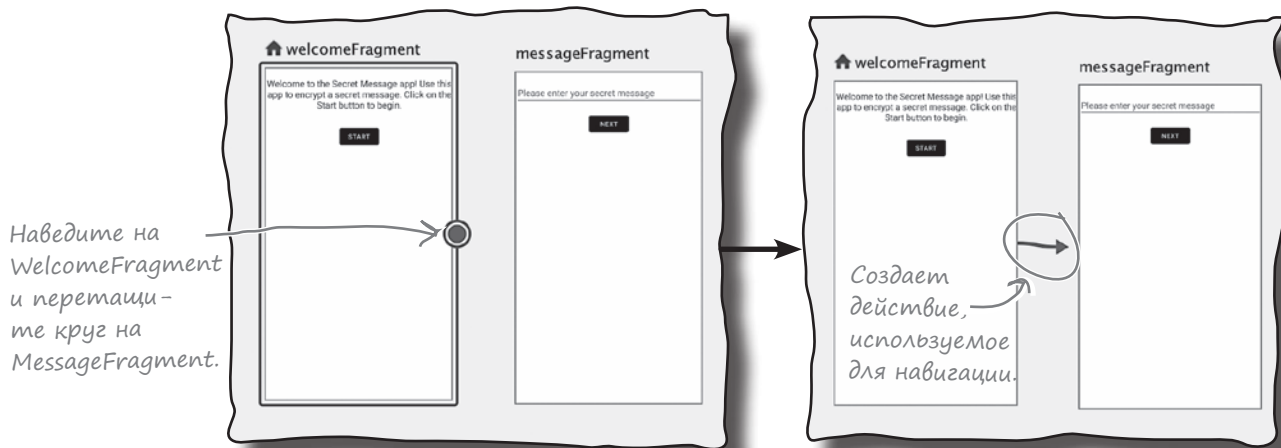 welcomeFragment
Welcome to the Secret Message app! Use this
app to encrypt a secret message. Click on the
Start button to begin.
START
messageFragment
Please enter your secret message
NEXT
Наведите на
WelcomeFragment
и перетащи-
те круг на
MessageFragment.
welcomeFragment
Welcome to the Secret Message app! Use this
app to encrypt a secret message. Click on the
Start button to begin.
START
messageFragment
Please enter your secret message
NEXT
Создает
действие,
используемое
для навигации.